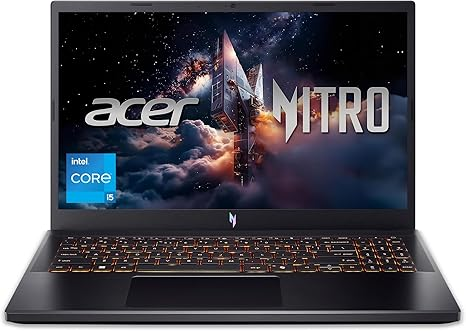 acer NITRO
intel
CORE
i5